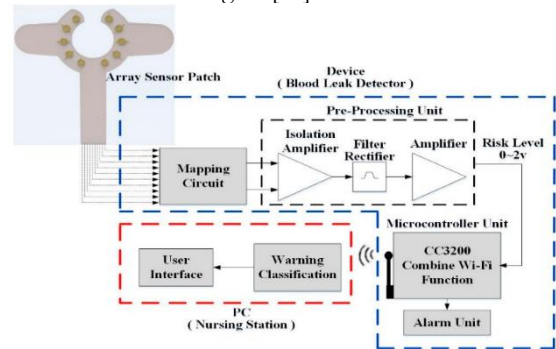 Array Sensor Patch
Device
( Blood Leak Detector )
Pre-Processing Unit
Isolation
Amplifier
Filter
Rectifier
Amplifier
Risk Level
0~2v
Mapping
Circuit
Microcontroller Unit
CC3200
Combine Wi-Fi
Function
User
Interface
Warning
Classification
PC
( Nursing Station )
Alarm Unit